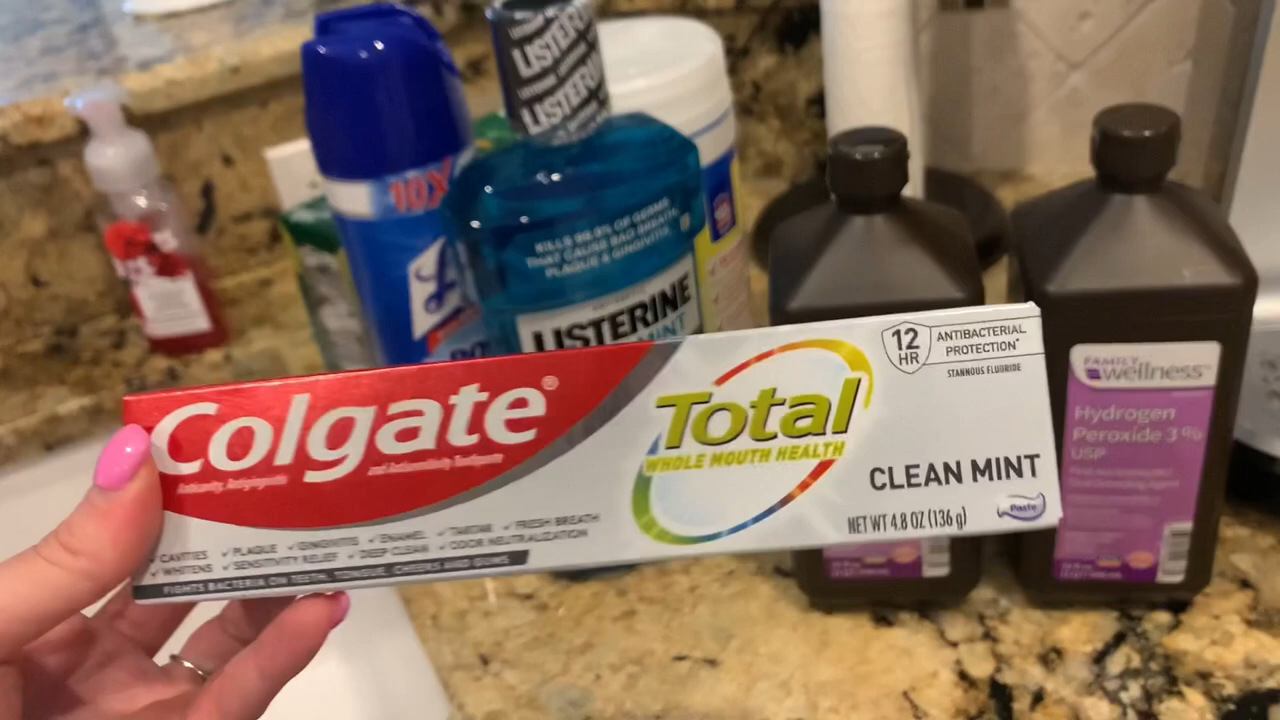 LISTERINE
LISTERINE
10X
KILLS 99.9% OF GERMS
THAT CAUSE BAD BREATH,
PLAQUE & GINGIVITIS
LISTERINE
MINT
Colgate®
Total
WHOLE MOUTH HEALTH
12
HR
ANTIBACTERIAL
PROTECTION*
STANNOUS FLUORIDE
CLEAN MINT
NET WT 4.8 OZ (136 g)
Paste
✓ CAVITIES ✓ PLAQUE ✓ GINGIVITIS ✓ ENAMEL ✓ TARTAR ✓ FRESH BREATH
✓ WHITENS ✓ SENSITIVITY RELIEF ✓ DEEP CLEAN ✓ ODOR NEUTRALIZATION
FIGHTS BACTERIA ON TEETH, TONGUE, CHEEKS AND GUMS
FAMILY
wellness™
Hydrogen
Peroxide 3%
USP